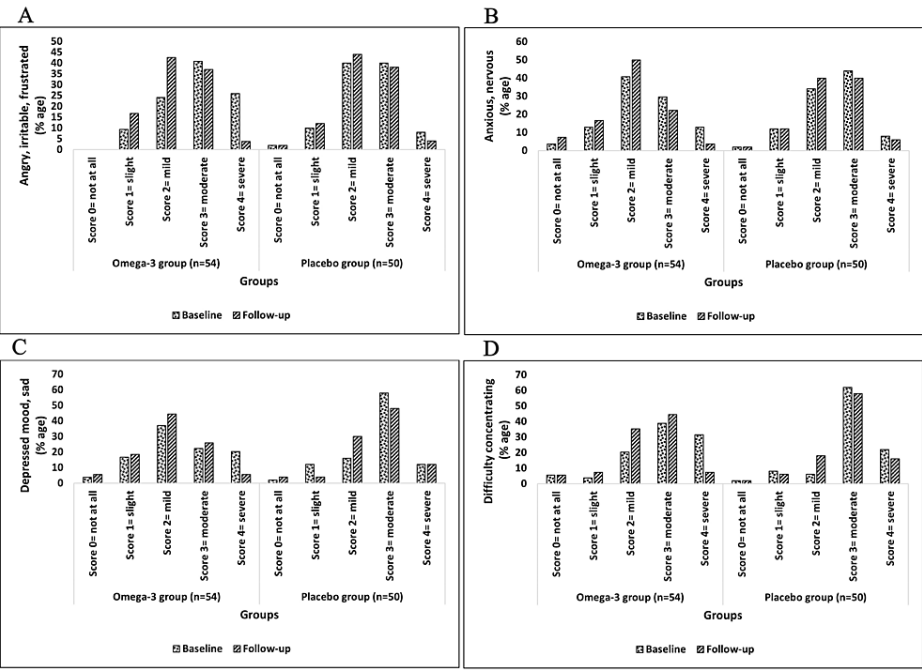 A
Angry, irritable, frustrated
(% age)
50
45
40
35
30
25
20
15
10
5
0
Score 0= not at all
Score 1= slight
Score 2= mild
Score 3= moderate
Score 4= severe
Score 0= not at all
Score 1= slight
Score 2= mild
Score 3= moderate
Score 4= severe
Omega-3 group (n=54)
Placebo group (n=50)
Groups
Baseline Follow-up
B
Anxious, nervous
(% age)
60
50
40
30
20
10
0
Score 0= not at all
Score 1= slight
Score 2= mild
Score 3= moderate
Score 4= severe
Score 0= not at all
Score 1= slight
Score 2= mild
Score 3= moderate
Score 4= severe
Omega-3 group (n=54)
Placebo group (n=50)
Groups
Baseline Follow-up
C
Depressed mood, sad
(% age)
70
60
50
40
30
20
10
0
Score 0= not at all
Score 1= slight
Score 2= mild
Score 3= moderate
Score 4= severe
Score 0= not at all
Score 1= slight
Score 2= mild
Score 3= moderate
Score 4= severe
Omega-3 group (n=54)
Placebo group (n=50)
Groups
Baseline Follow-up
D
Difficulty concentrating
(% age)
70
60
50
40
30
20
10
0
Score 0= not at all
Score 1= slight
Score 2= mild
Score 3= moderate
Score 4= severe
Score 0= not at all
Score 1= slight
Score 2= mild
Score 3= moderate
Score 4= severe
Omega-3 group (n=54)
Placebo group (n=50)
Groups
Baseline Follow-up